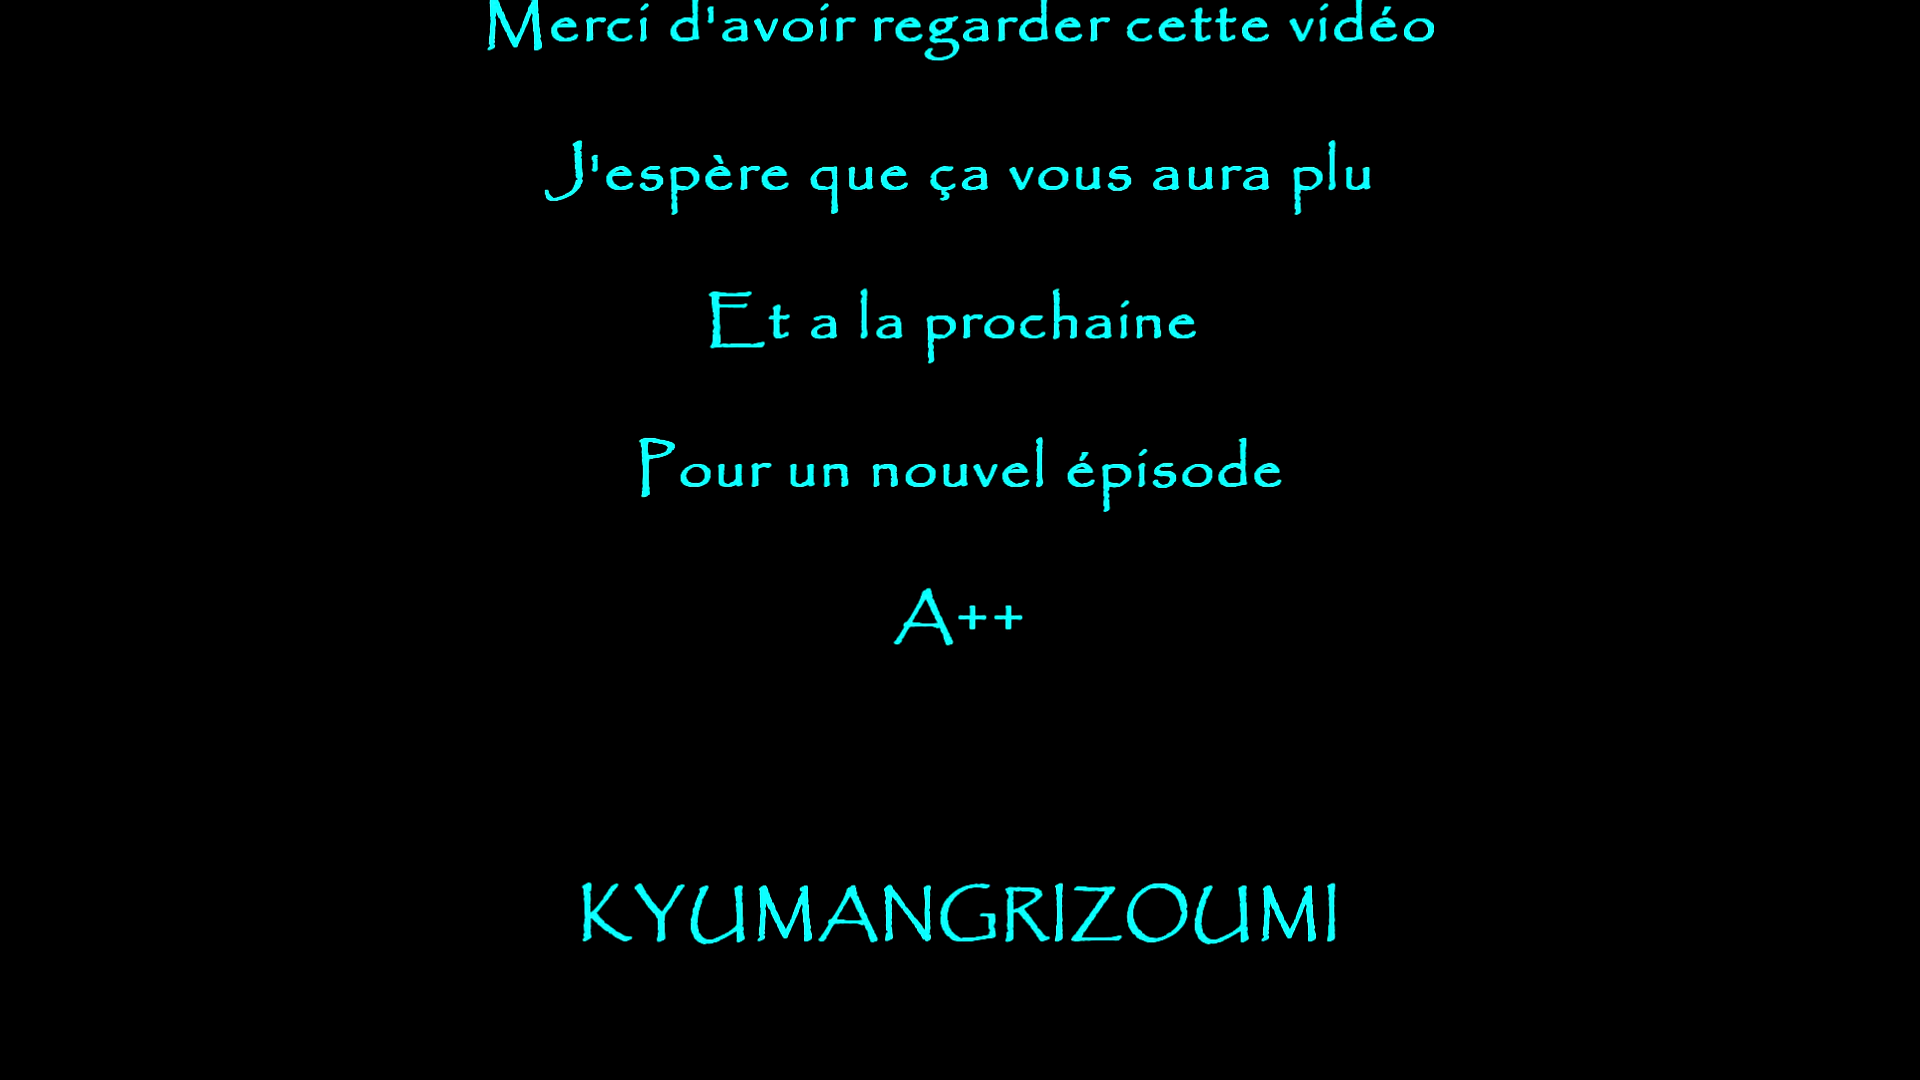 Merci d'avoir regarder cette vidéo
J'espère que ça vous aura plu
Et a la prochaine
Pour un nouvel épisode
A++
KYUMANGRIZOUMI